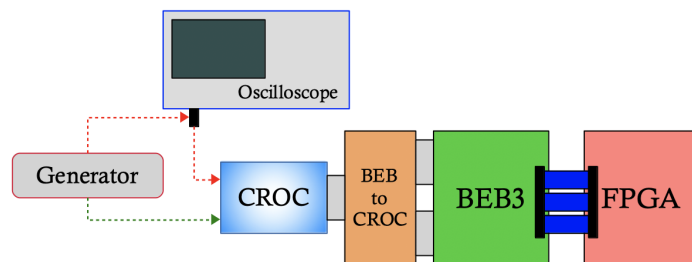 Oscilloscope
Generator
CROC
BEB
to
CROC
BEB3
FPGA